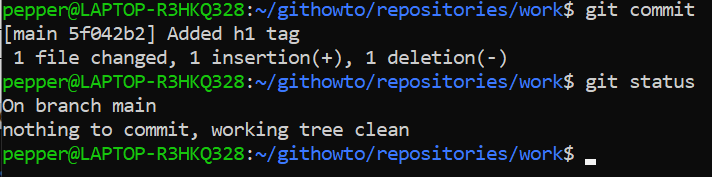 pepper@LAPTOP-R3HKQ328:~/githowto/repositories/work$ git commit
[main 5f042b2] Added h1 tag
 1 file changed, 1 insertion(+), 1 deletion(-)
pepper@LAPTOP-R3HKQ328:~/githowto/repositories/work$ git status
On branch main
nothing to commit, working tree clean
pepper@LAPTOP-R3HKQ328:~/githowto/repositories/work$